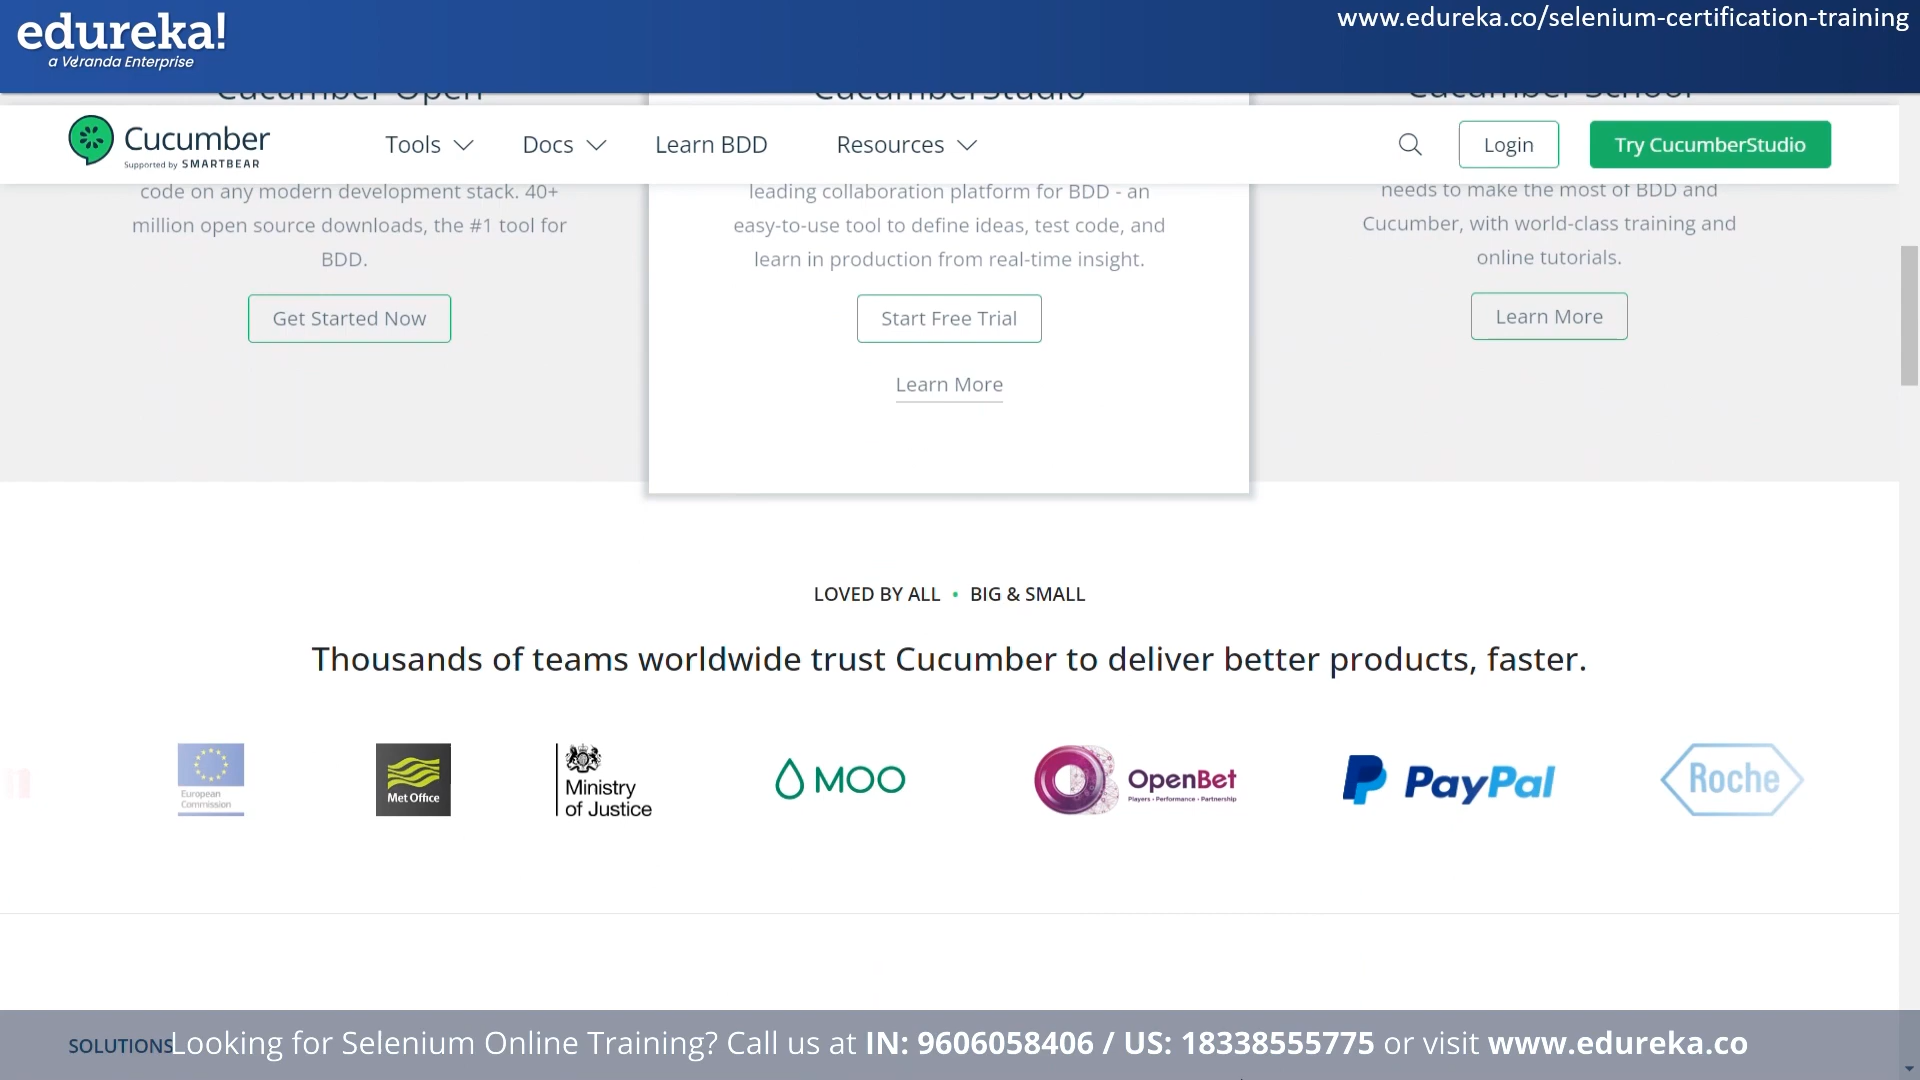 edureka!
a Veranda Enterprise
www.edureka.co/selenium-certification-training
Cucumber Open
CucumberStudio
Cucumber School
Cucumber
Supported by SMARTBEAR
Tools
Docs
Learn BDD
Resources
Login
Try CucumberStudio
code on any modern development stack. 40+
million open source downloads, the #1 tool for
BDD.
Get Started Now
leading collaboration platform for BDD - an
easy-to-use tool to define ideas, test code, and
learn in production from real-time insight.
Start Free Trial
Learn More
needs to make the most of BDD and
Cucumber, with world-class training and
online tutorials.
Learn More
LOVED BY ALL • BIG & SMALL
Thousands of teams worldwide trust Cucumber to deliver better products, faster.
European
Commission
Met Office
Ministry
of Justice
MOO
OpenBet
Players • Performance • Partnership
PayPal
Roche
SOLUTIONS
Looking for Selenium Online Training? Call us at IN: 9606058406 / US: 18338555775 or visit www.edureka.co